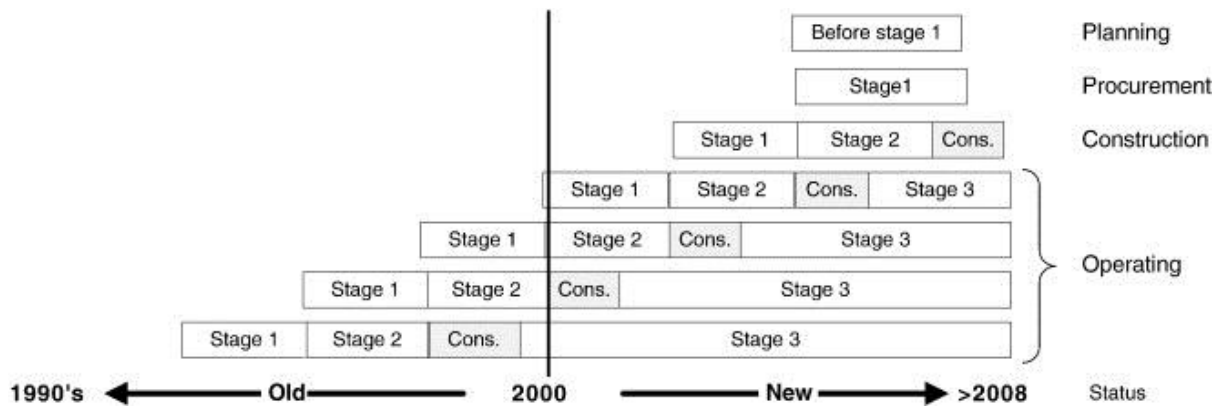 Before stage 1 Planning
Stage1 Procurement
Stage 1 Stage 2 Cons. Construction
Stage 1 Stage 2 Cons. Stage 3
Stage 1 Stage 2 Cons. Stage 3
Operating
Stage 1 Stage 2 Cons. Stage 3
Stage 1 Stage 2 Cons. Stage 3
1990's Old 2000 New >2008 Status